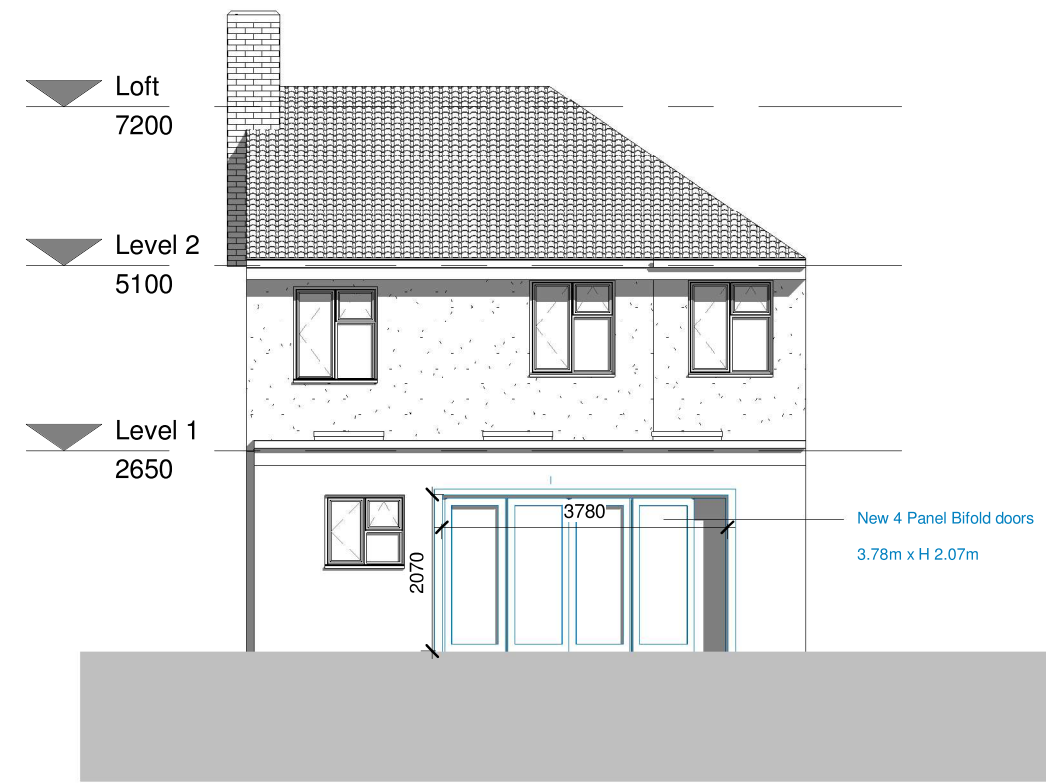 Loft
7200
Level 2
5100
Level 1
2650
3780
2070
New 4 Panel Bifold doors
3.78m x H 2.07m